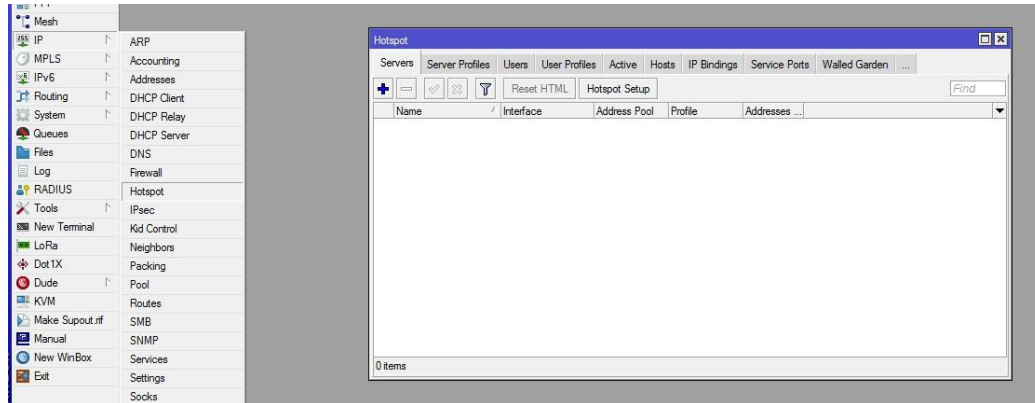 Mesh
IP
MPLS
IPv6
Routing
System
Queues
Files
Log
RADIUS
Tools
New Terminal
LoRa
Dot1X
Dude
KVM
Make Supout.rif
Manual
New WinBox
Exit
ARP
Accounting
Addresses
DHCP Client
DHCP Relay
DHCP Server
DNS
Firewall
Hotspot
IPsec
Kid Control
Neighbors
Packing
Pool
Routes
SMB
SNMP
Services
Settings
Socks
Hotspot
Servers Server Profiles Users User Profiles Active Hosts IP Bindings Service Ports Walled Garden ...
Reset HTML Hotspot Setup Find
Name Interface Address Pool Profile Addresses ...
0 items